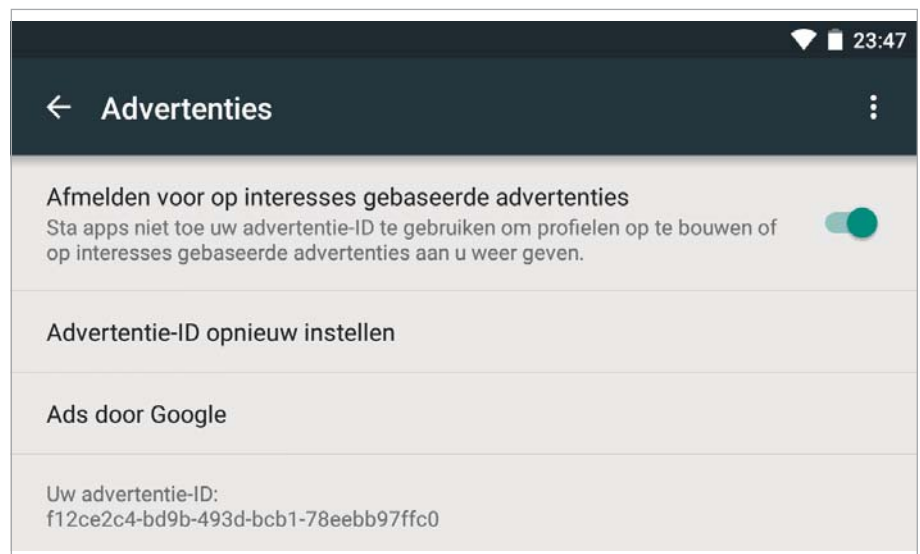 23:47
Advertenties
Afmelden voor op interesses gebaseerde advertenties
Sta apps niet toe uw advertentie-ID te gebruiken om profielen op te bouwen of
op interesses gebaseerde advertenties aan u weer geven.
Advertentie-ID opnieuw instellen
Ads door Google
Uw advertentie-ID:
f12ce2c4-bd9b-493d-bcb1-78eebb97ffc0